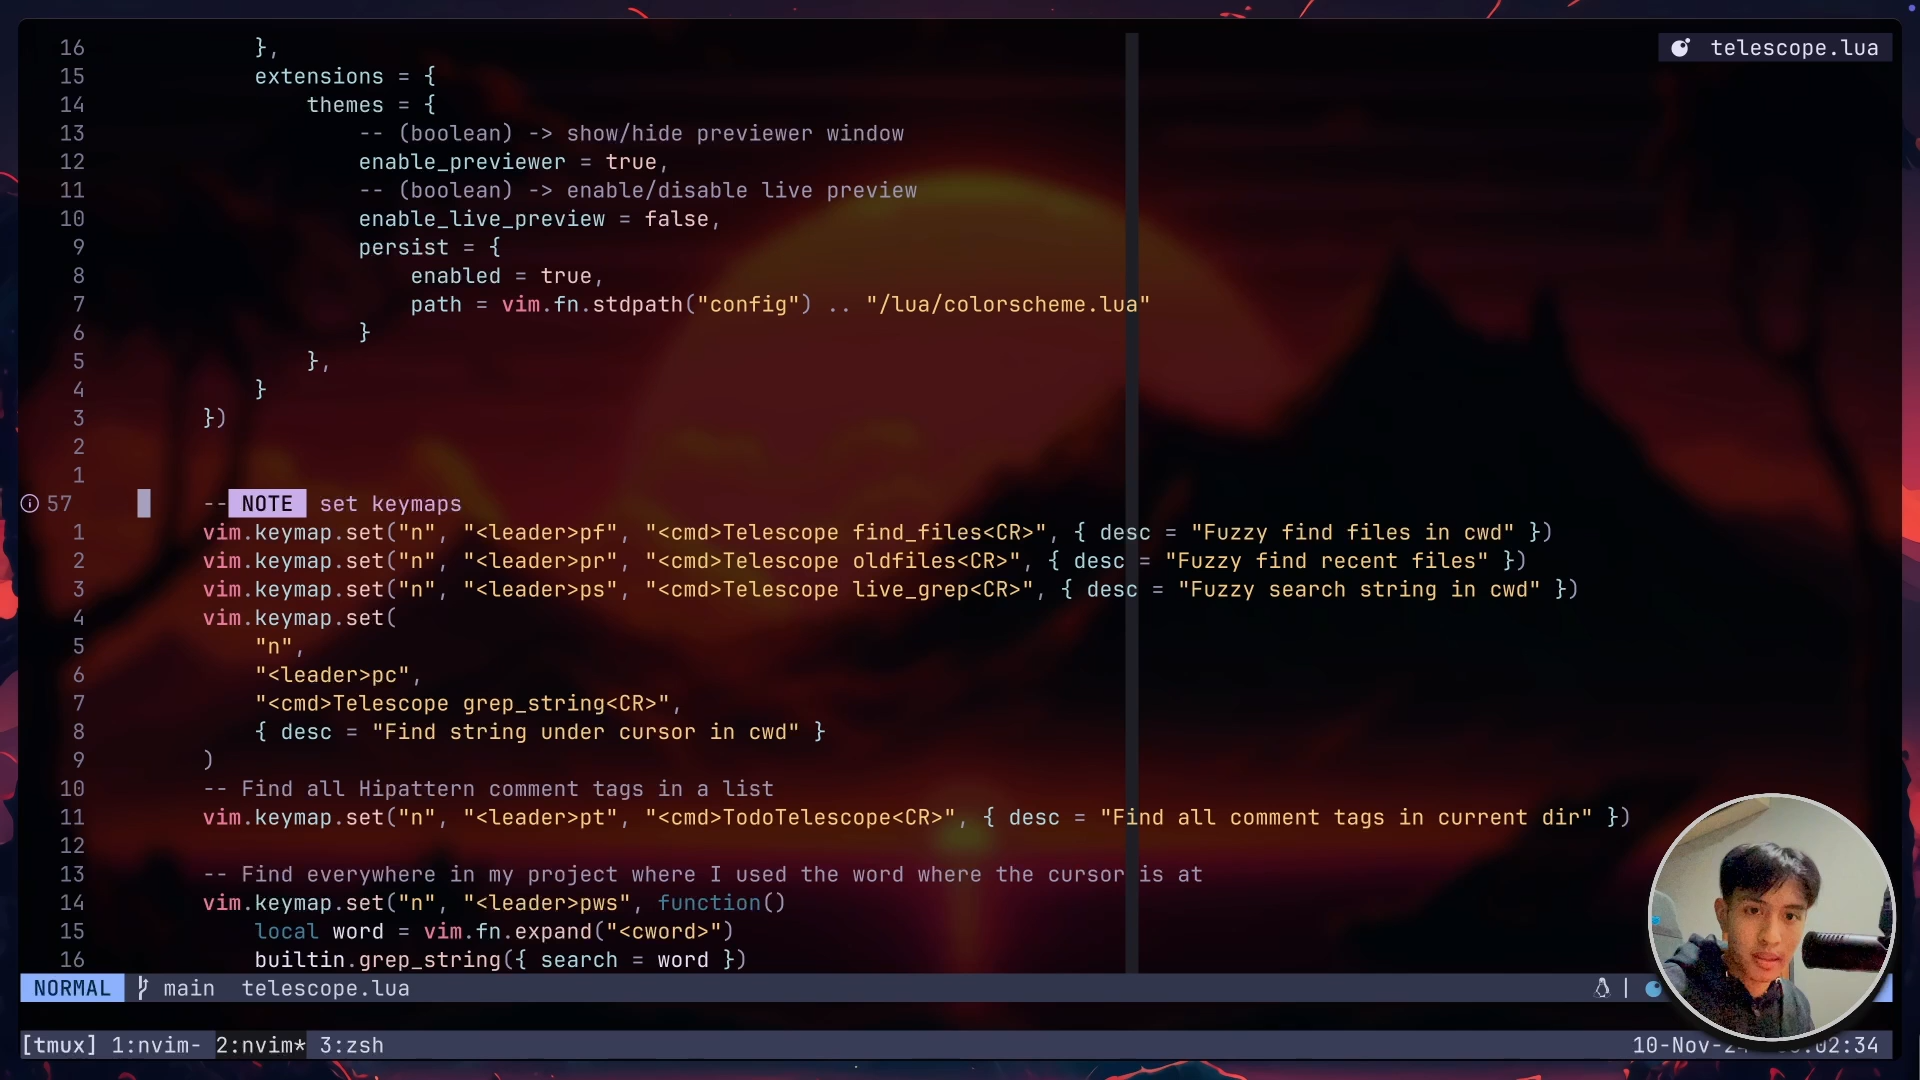 16 },
telescope.lua
15 extensions = {
14 themes = {
13 -- (boolean) -> show/hide previewer window
12 enable_previewer = true,
11 -- (boolean) -> enable/disable live preview
10 enable_live_preview = false,
9 persist = {
8 enabled = true,
7 path = vim.fn.stdpath("config") .. "/lua/colorscheme.lua"
6 }
5 },
4 }
3 })
2
1
57 -- NOTE set keymaps
1 vim.keymap.set("n", "<leader>pf", "<cmd>Telescope find_files<CR>", { desc = "Fuzzy find files in cwd" })
2 vim.keymap.set("n", "<leader>pr", "<cmd>Telescope oldfiles<CR>", { desc = "Fuzzy find recent files" })
3 vim.keymap.set("n", "<leader>ps", "<cmd>Telescope live_grep<CR>", { desc = "Fuzzy search string in cwd" })
4 vim.keymap.set(
5 "n",
6 "<leader>pc",
7 "<cmd>Telescope grep_string<CR>",
8 { desc = "Find string under cursor in cwd" }
9 )
10 -- Find all Hipattern comment tags in a list
11 vim.keymap.set("n", "<leader>pt", "<cmd>TodoTelescope<CR>", { desc = "Find all comment tags in current dir" })
12
13 -- Find everywhere in my project where I used the word where the cursor is at
14 vim.keymap.set("n", "<leader>pws", function()
15 local word = vim.fn.expand("<cword>")
16 builtin.grep_string({ search = word })
NORMAL main telescope.lua |
[tmux] 1:nvim- 2:nvim* 3:zsh 10-Nov-2 :02:34